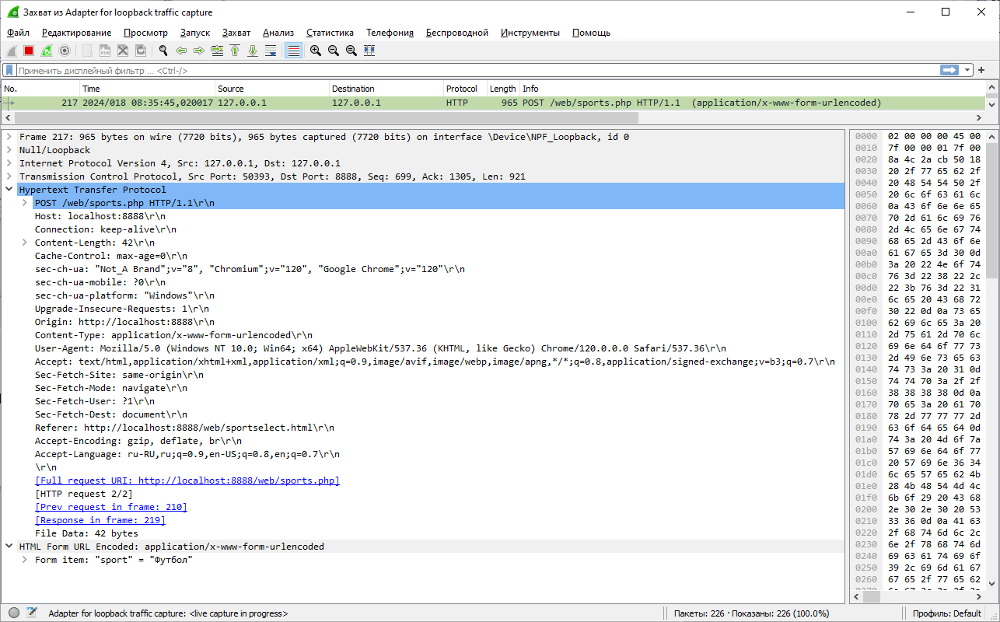 Захват из Adapter for loopback traffic capture
Файл Редактирование Просмотр Запуск Захват Анализ Статистика Телефония Беспроводной Инструменты Помощь
Применить дисплейный фильтр ... <Ctrl-/>
No. Time Source Destination Protocol Length Info
217 2024/018 08:35:45,020017 127.0.0.1 127.0.0.1 HTTP 965 POST /web/sports.php HTTP/1.1 (application/x-www-form-urlencoded)
Frame 217: 965 bytes on wire (7720 bits), 965 bytes captured (7720 bits) on interface \Device\NPF_Loopback, id 0
Null/Loopback
Internet Protocol Version 4, Src: 127.0.0.1, Dst: 127.0.0.1
Transmission Control Protocol, Src Port: 50393, Dst Port: 8888, Seq: 699, Ack: 1305, Len: 921
Hypertext Transfer Protocol
POST /web/sports.php HTTP/1.1\r\n
Host: localhost:8888\r\n
Connection: keep-alive\r\n
Content-Length: 42\r\n
Cache-Control: max-age=0\r\n
sec-ch-ua: "Not_A Brand";v="8", "Chromium";v="120", "Google Chrome";v="120"\r\n
sec-ch-ua-mobile: ?0\r\n
sec-ch-ua-platform: "Windows"\r\n
Upgrade-Insecure-Requests: 1\r\n
Origin: http://localhost:8888\r\n
Content-Type: application/x-www-form-urlencoded\r\n
User-Agent: Mozilla/5.0 (Windows NT 10.0; Win64; x64) AppleWebKit/537.36 (KHTML, like Gecko) Chrome/120.0.0.0 Safari/537.36\r\n
Accept: text/html,application/xhtml+xml,application/xml;q=0.9,image/avif,image/webp,image/apng,*/*;q=0.8,application/signed-exchange;v=b3;q=0.7\r\n
Sec-Fetch-Site: same-origin\r\n
Sec-Fetch-Mode: navigate\r\n
Sec-Fetch-User: ?1\r\n
Sec-Fetch-Dest: document\r\n
Referer: http://localhost:8888/web/sportselect.html\r\n
Accept-Encoding: gzip, deflate, br\r\n
Accept-Language: ru-RU,ru;q=0.9,en-US;q=0.8,en;q=0.7\r\n
\r\n
[Full request URI: http://localhost:8888/web/sports.php]
[HTTP request 2/2]
[Prev request in frame: 210]
[Response in frame: 219]
File Data: 42 bytes
HTML Form URL Encoded: application/x-www-form-urlencoded
Form item: "sport" = "Футбол"
0000 02 00 00 00 45 00
0010 7f 00 00 01 7f 00
0020 8a 4c 2a cb 50 18
0030 20 2f 77 65 62 2f
0040 20 48 54 54 50 2f
0050 20 6c 6f 63 61 6c
0060 0a 43 6f 6e 6e 65
0070 70 2d 61 6c 69 76
0080 2d 4c 65 6e 67 74
0090 68 65 2d 43 6f 6e
00a0 61 67 65 3d 30 0d
00b0 3a 20 22 4e 6f 74
00c0 76 3d 22 38 22 2c
00d0 22 3b 76 3d 22 31
00e0 6c 65 20 43 68 72
00f0 30 22 0d 0a 73 65
0100 62 69 6c 65 3a 20
0110 2d 75 61 2d 70 6c
0120 69 6e 64 6f 77 73
0130 2d 49 6e 73 65 63
0140 74 73 3a 20 31 0d
0150 74 74 70 3a 2f 2f
0160 38 38 38 38 0d 0a
0170 70 65 3a 20 61 70
0180 78 2d 77 77 77 2d
0190 63 6f 64 65 64 0d
01a0 74 3a 20 4d 6f 7a
01b0 57 69 6e 64 6f 77
01c0 20 57 69 6e 36 34
01d0 6c 65 57 65 62 4b
01e0 28 4b 48 54 4d 4c
01f0 6b 6f 29 20 43 68
0200 2e 30 2e 30 20 53
0210 33 36 0d 0a 41 63
0220 2f 68 74 6d 6c 2c
0230 6e 2f 78 68 74 6d
0240 69 63 61 74 69 6f
0250 39 2c 69 6d 61 67
0260 67 65 2f 77 65 62
Adapter for loopback traffic capture: <live capture in progress>
Пакеты: 226 · Показаны: 226 (100.0%)
Профиль: Default